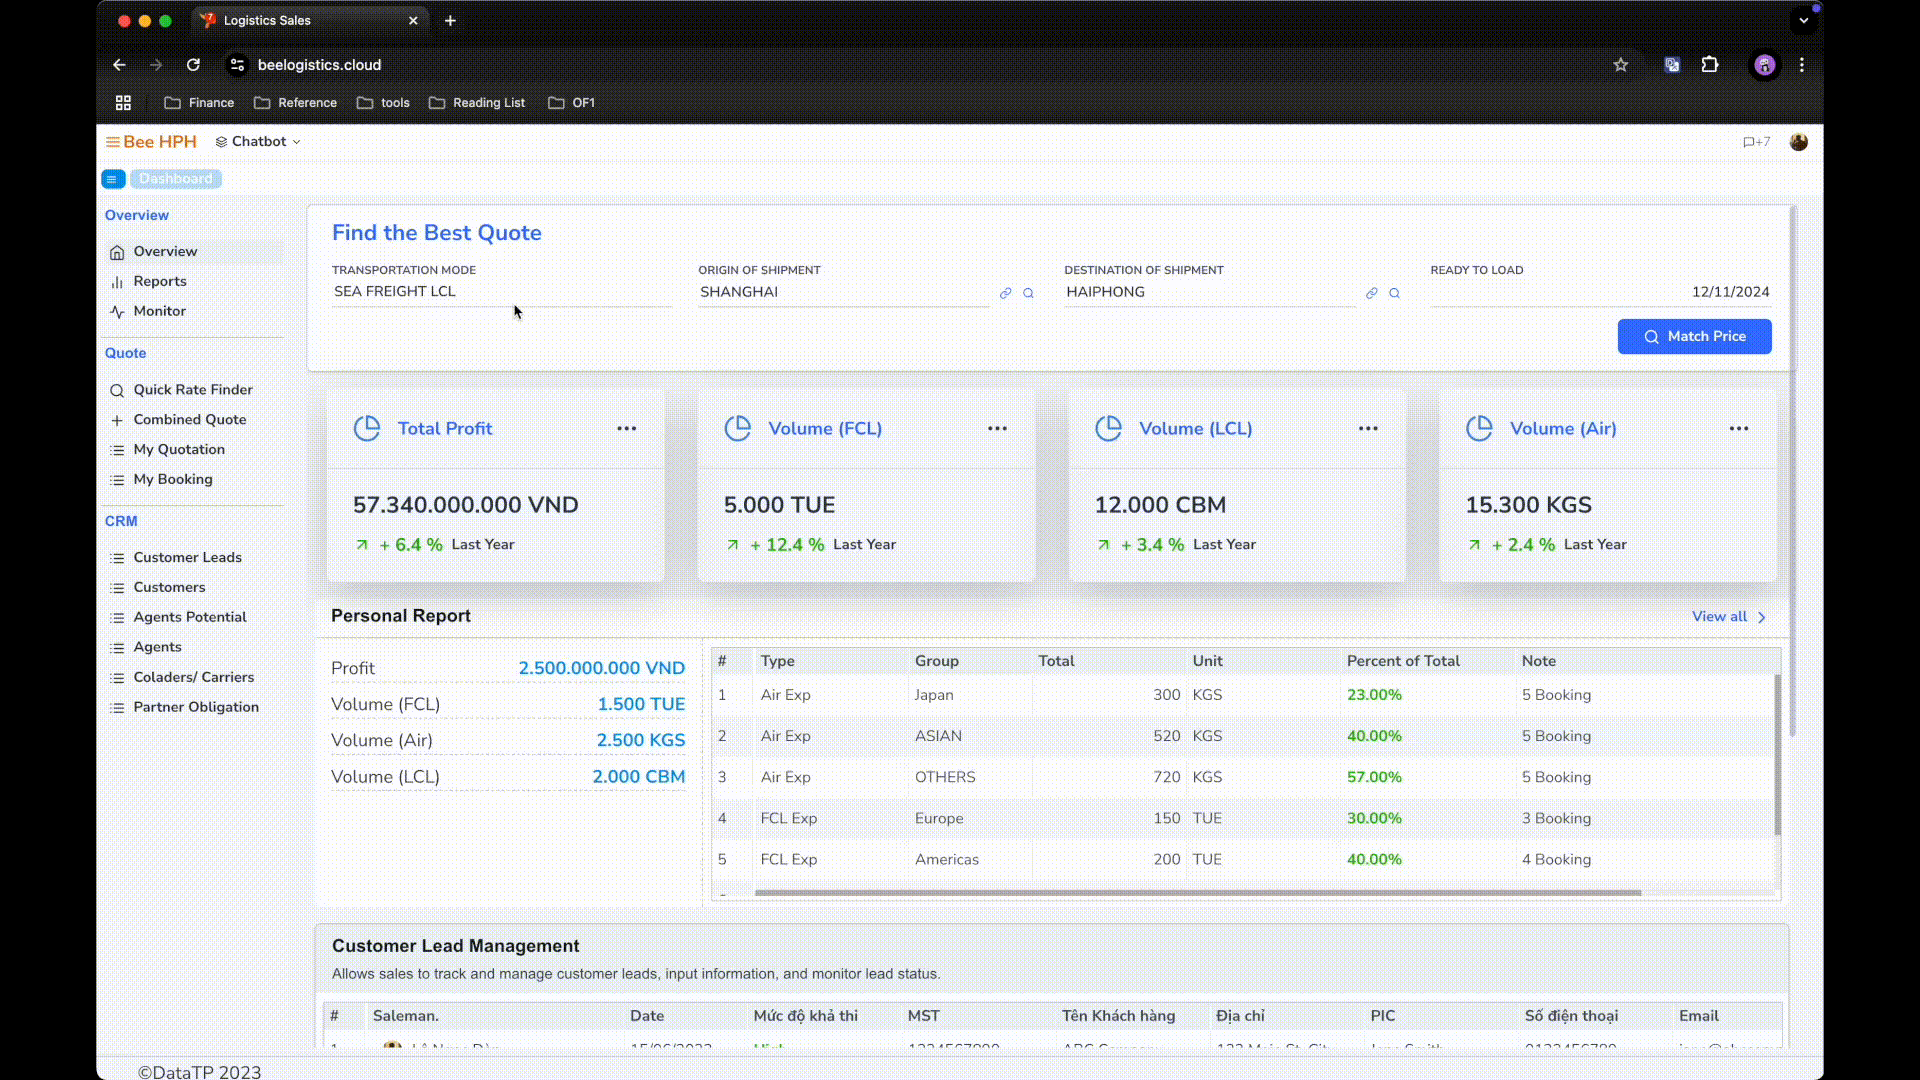 Logistics Sales
beelogistics.cloud
Finance Reference tools Reading List OF1
Bee HPH Chatbot +7
Dashboard
Overview
Overview
Reports
Monitor
Quote
Quick Rate Finder
Combined Quote
My Quotation
My Booking
CRM
Customer Leads
Customers
Agents Potential
Agents
Coladers/ Carriers
Partner Obligation
Find the Best Quote
TRANSPORTATION MODE ORIGIN OF SHIPMENT DESTINATION OF SHIPMENT READY TO LOAD
SEA FREIGHT LCL SHANGHAI HAIPHONG 12/11/2024
Match Price
Total Profit Volume (FCL) Volume (LCL) Volume (Air)
57.340.000.000 VND 5.000 TUE 12.000 CBM 15.300 KGS
+ 6.4 % Last Year + 12.4 % Last Year + 3.4 % Last Year + 2.4 % Last Year
Personal Report View all
Profit 2.500.000.000 VND
Volume (FCL) 1.500 TUE
Volume (Air) 2.500 KGS
Volume (LCL) 2.000 CBM
# Type Group Total Unit Percent of Total Note
1 Air Exp Japan 300 KGS 23.00% 5 Booking
2 Air Exp ASIAN 520 KGS 40.00% 5 Booking
3 Air Exp OTHERS 720 KGS 57.00% 5 Booking
4 FCL Exp Europe 150 TUE 30.00% 3 Booking
5 FCL Exp Americas 200 TUE 40.00% 4 Booking
Customer Lead Management
Allows sales to track and manage customer leads, input information, and monitor lead status.
# Saleman. Date Mức độ khả thi MST Tên Khách hàng Địa chỉ PIC Số điện thoại Email
©DataTP 2023